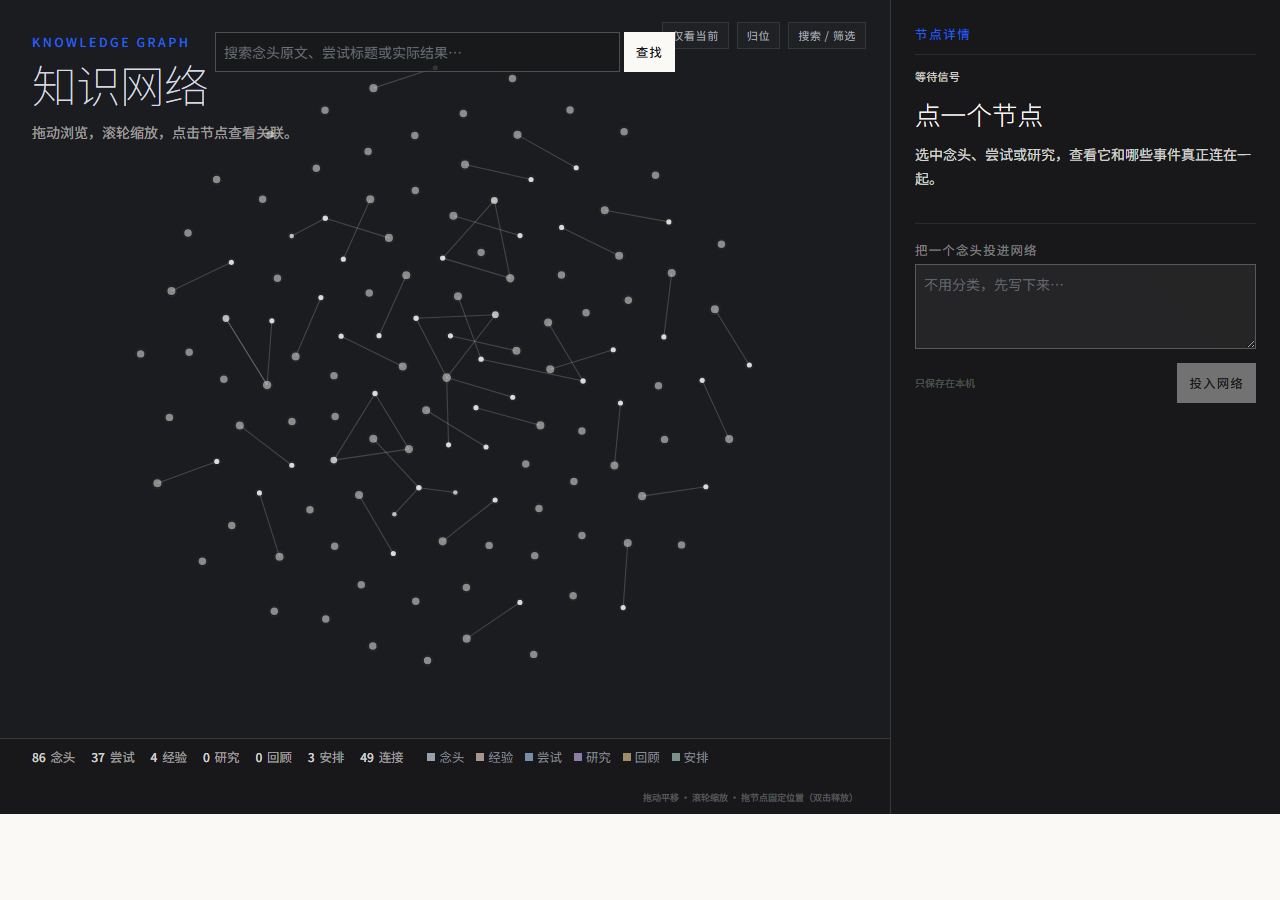 KNOWLEDGE GRAPH
知识网络
拖动浏览，滚轮缩放，点击节点查看关联。
搜索念头原文、尝试标题或实际结果…
查找
看当前
归位
搜索 / 筛选
86 念头 37 尝试 4 经验 0 研究 0 回顾 3 安排 49 连接
念头 经验 尝试 研究 回顾 安排
拖动平移 • 滚轮缩放 • 拖节点固定位置（双击释放）
节点详情
等待信号
点一个节点
选中念头、尝试或研究，查看它和哪些事件真正连在一
起。
把一个念头投进网络
不用分类，先写下来…
只保存在本机
投入网络